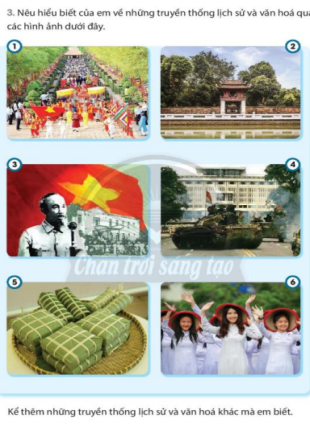 3. Nêu hiểu biết của em về những truyền thống lịch sử và văn hoá qua
các hình ảnh dưới đây.
1
2
3
4
Chân trời sáng tạo
5
6
Kể thêm những truyền thống lịch sử và văn hoá khác mà em biết.